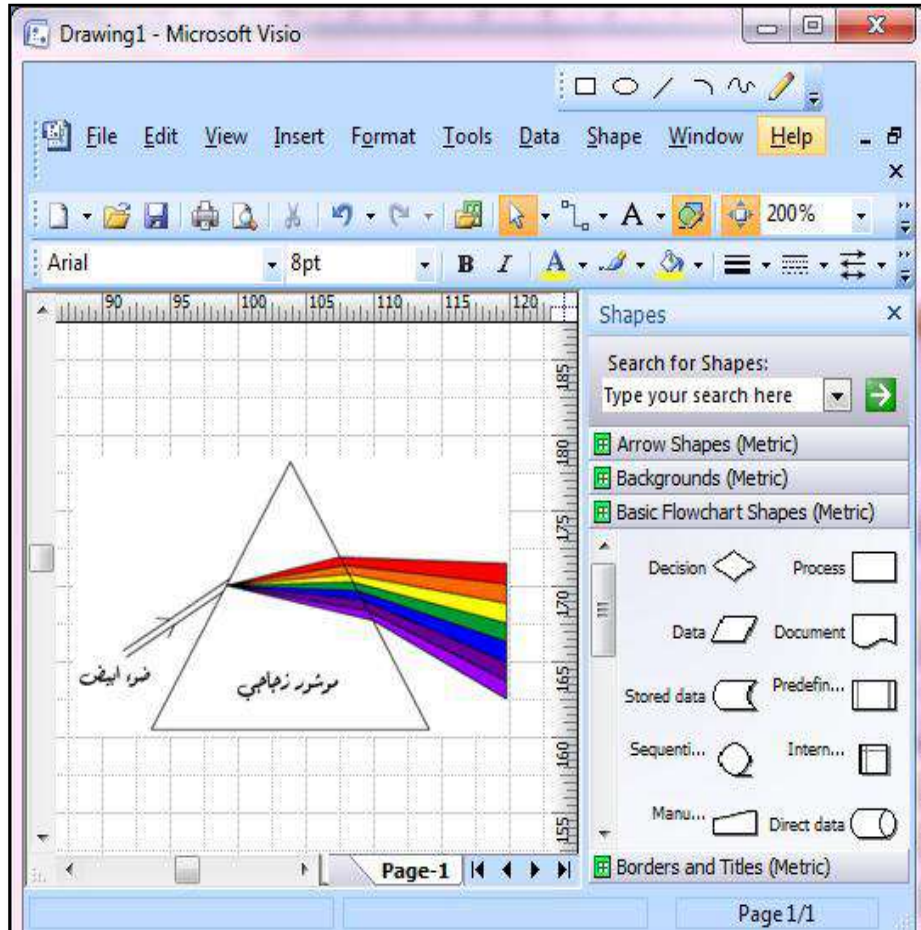 Drawing1 - Microsoft Visio
File Edit View Insert Format Tools Data Shape Window Help
A 200%
Arial 8pt B I A
90 95 100 105 110 115 120
Shapes
Search for Shapes:
Type your search here
Arrow Shapes (Metric)
Backgrounds (Metric)
Basic Flowchart Shapes (Metric)
Decision Process
Data Document
Stored data Predefin...
Sequenti... Intern...
Manu... Direct data
Borders and Titles (Metric)
185
180
175
170
165
160
155
ضوء ابيض
موشور زجاجي
Page-1
Page 1/1